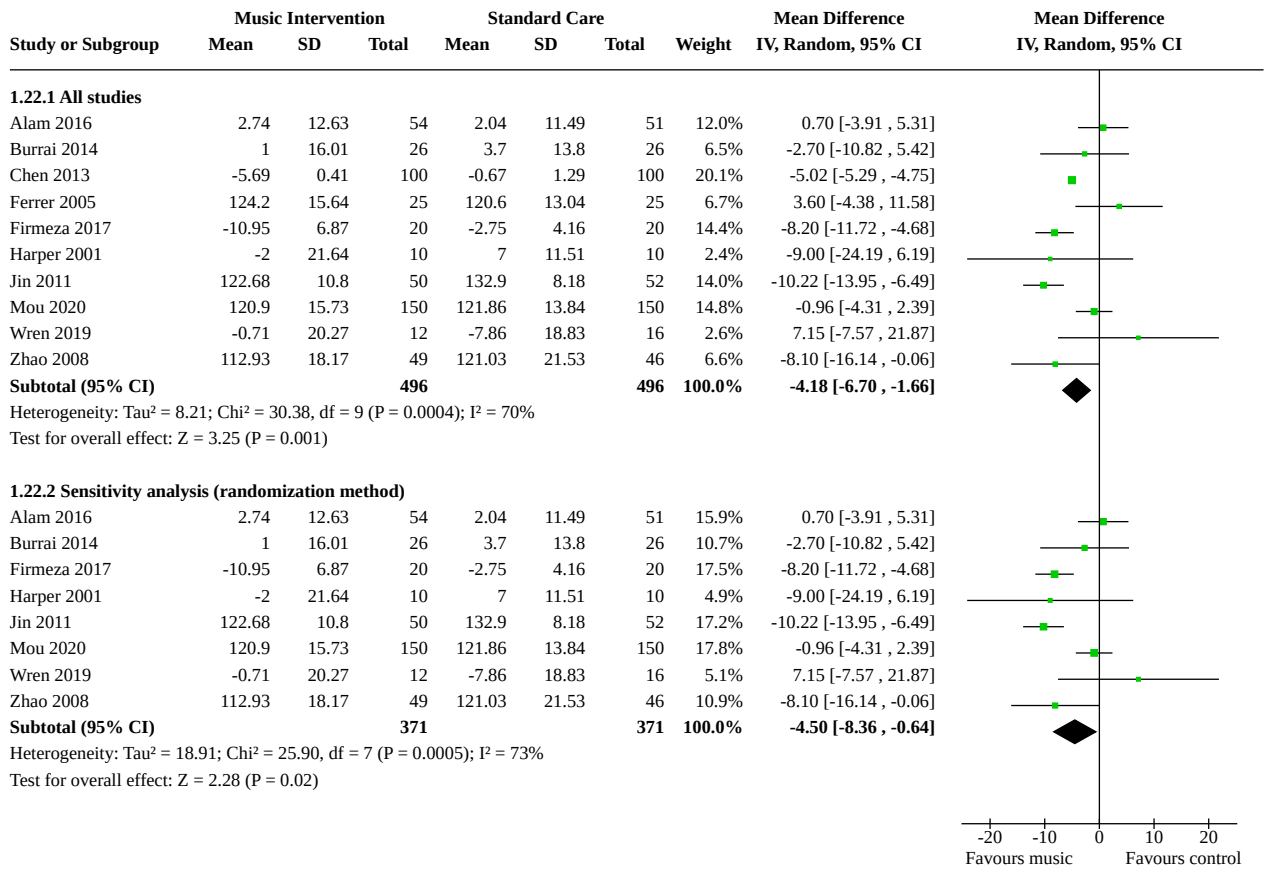 Music Intervention Standard Care Mean Difference Mean Difference
Study or Subgroup Mean SD Total Mean SD Total Weight IV, Random, 95% CI IV, Random, 95% CI
1.22.1 All studies
Alam 2016 2.74 12.63 54 2.04 11.49 51 12.0% 0.70 [-3.91 , 5.31]
Burrai 2014 1 16.01 26 3.7 13.8 26 6.5% -2.70 [-10.82 , 5.42]
Chen 2013 -5.69 0.41 100 -0.67 1.29 100 20.1% -5.02 [-5.29 , -4.75]
Ferrer 2005 124.2 15.64 25 120.6 13.04 25 6.7% 3.60 [-4.38 , 11.58]
Firmeza 2017 -10.95 6.87 20 -2.75 4.16 20 14.4% -8.20 [-11.72 , -4.68]
Harper 2001 -2 21.64 10 7 11.51 10 2.4% -9.00 [-24.19 , 6.19]
Jin 2011 122.68 10.8 50 132.9 8.18 52 14.0% -10.22 [-13.95 , -6.49]
Mou 2020 120.9 15.73 150 121.86 13.84 150 14.8% -0.96 [-4.31 , 2.39]
Wren 2019 -0.71 20.27 12 -7.86 18.83 16 2.6% 7.15 [-7.57 , 21.87]
Zhao 2008 112.93 18.17 49 121.03 21.53 46 6.6% -8.10 [-16.14 , -0.06]
Subtotal (95% CI) 496 496 100.0% -4.18 [-6.70 , -1.66]
Heterogeneity: Tau² = 8.21; Chi² = 30.38, df = 9 (P = 0.0004); I² = 70%
Test for overall effect: Z = 3.25 (P = 0.001)
1.22.2 Sensitivity analysis (randomization method)
Alam 2016 2.74 12.63 54 2.04 11.49 51 15.9% 0.70 [-3.91 , 5.31]
Burrai 2014 1 16.01 26 3.7 13.8 26 10.7% -2.70 [-10.82 , 5.42]
Firmeza 2017 -10.95 6.87 20 -2.75 4.16 20 17.5% -8.20 [-11.72 , -4.68]
Harper 2001 -2 21.64 10 7 11.51 10 4.9% -9.00 [-24.19 , 6.19]
Jin 2011 122.68 10.8 50 132.9 8.18 52 17.2% -10.22 [-13.95 , -6.49]
Mou 2020 120.9 15.73 150 121.86 13.84 150 17.8% -0.96 [-4.31 , 2.39]
Wren 2019 -0.71 20.27 12 -7.86 18.83 16 5.1% 7.15 [-7.57 , 21.87]
Zhao 2008 112.93 18.17 49 121.03 21.53 46 10.9% -8.10 [-16.14 , -0.06]
Subtotal (95% CI) 371 371 100.0% -4.50 [-8.36 , -0.64]
Heterogeneity: Tau² = 18.91; Chi² = 25.90, df = 7 (P = 0.0005); I² = 73%
Test for overall effect: Z = 2.28 (P = 0.02)
-20 -10 0 10 20
Favours music Favours control